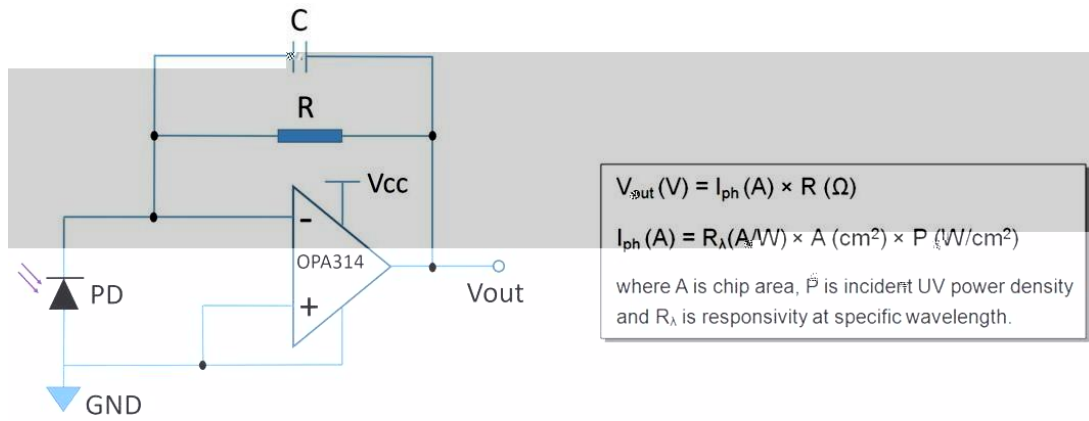 C
R
Vcc
-
OPA314
+
PD
Vout
GND
Vout (V) = Iph (A) × R (Ω)
Iph (A) = Rλ(A/W) × A (cm²) × P (W/cm²)
where A is chip area, P is incident UV power density
and Rλ is responsivity at specific wavelength.